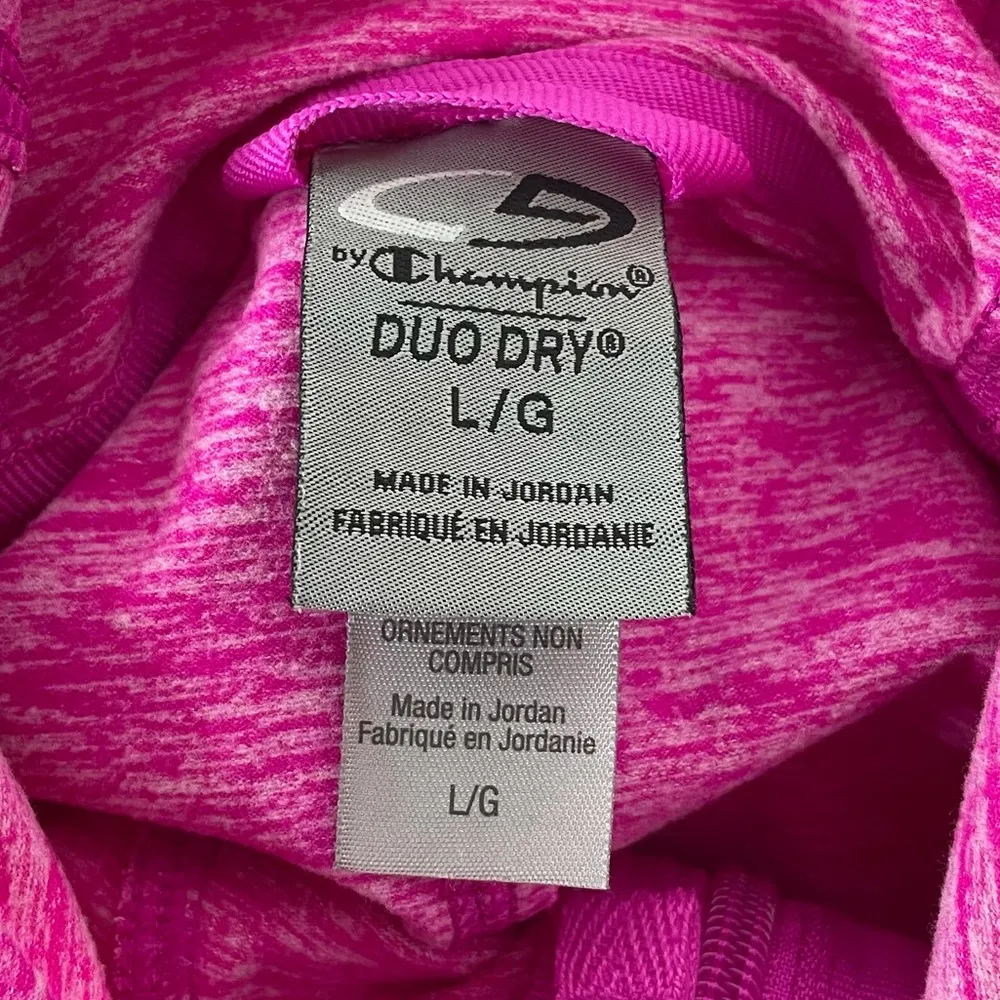 by Champion®
DUO DRY®
L/G
MADE IN JORDAN
FABRIQUÉ EN JORDANIE
ORNEMENTS NON
COMPRIS
Made in Jordan
Fabriqué en Jordanie
L/G